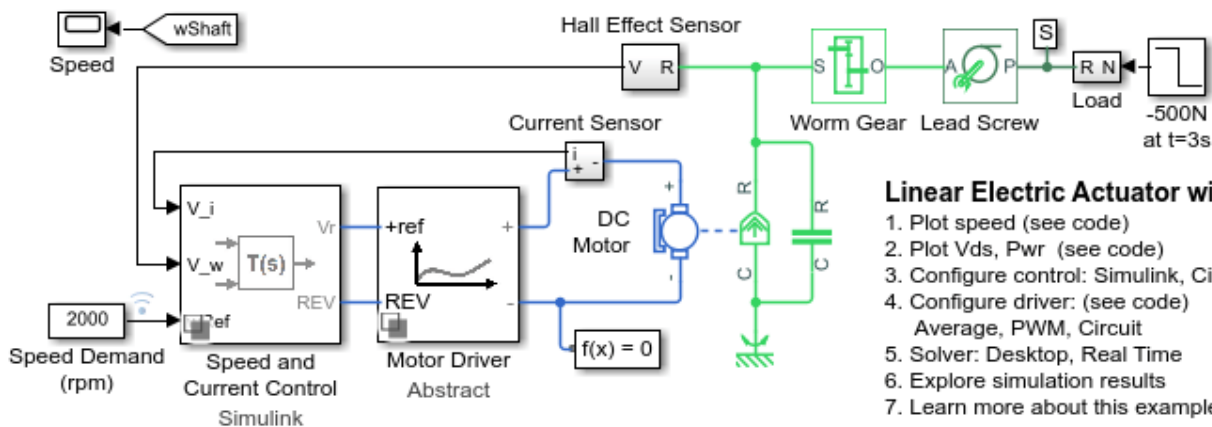 wShaft
Speed
Hall Effect Sensor
V R
S O
A P
S
R N
Worm Gear
Lead Screw
Load
-500N
at t=3s
Current Sensor
i
+ -
V_i
V_w
Ref
T(s)
Vr
REV
+ref
REV
+
-
DC
Motor
+
-
R
C
R
C
2000
Speed Demand
(rpm)
Speed and
Current Control
Simulink
Motor Driver
Abstract
f(x) = 0
Linear Electric Actuator wi
1. Plot speed (see code)
2. Plot Vds, Pwr (see code)
3. Configure control: Simulink, Ci
4. Configure driver: (see code)
Average, PWM, Circuit
5. Solver: Desktop, Real Time
6. Explore simulation results
7. Learn more about this example